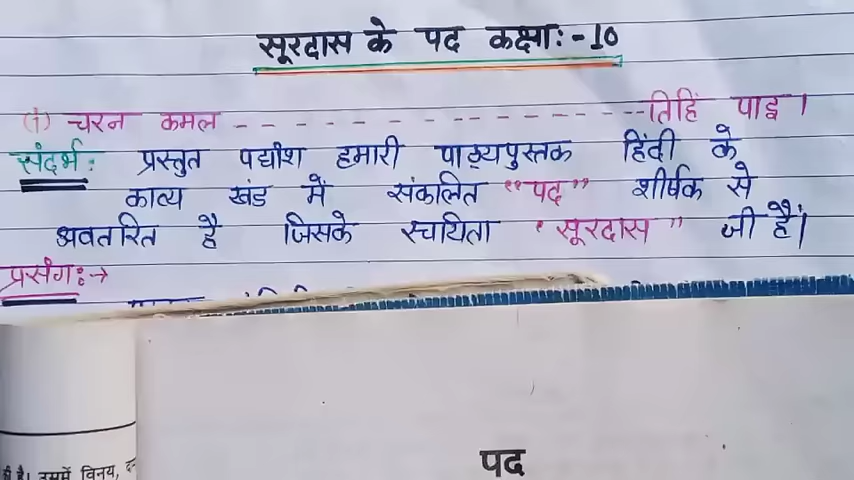 सूरदास के पद कक्षाः-10
(i) चरन कमल ---------------------- तिहिं पाइ।
संदर्भ: प्रस्तुत पद्यांश हमारी पाठ्यपुस्तक हिंदी के
काव्य खंड में संकलित "पद" शीर्षक से
अवतरित है जिसके रचयिता "सूरदास" जी हैं।
प्रसंगः→
है। उसमें विनय,
पद